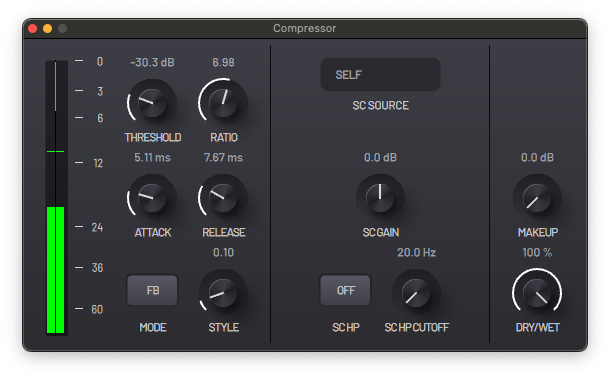 Compressor
0
3
6
12
24
36
60
-30.3 dB
6.98
THRESHOLD
RATIO
5.11 ms
7.67 ms
ATTACK
RELEASE
0.10
FB
MODE
STYLE
SELF
SC SOURCE
0.0 dB
SC GAIN
20.0 Hz
OFF
SC HP
SC HP CUTOFF
0.0 dB
MAKEUP
100 %
DRY/WET